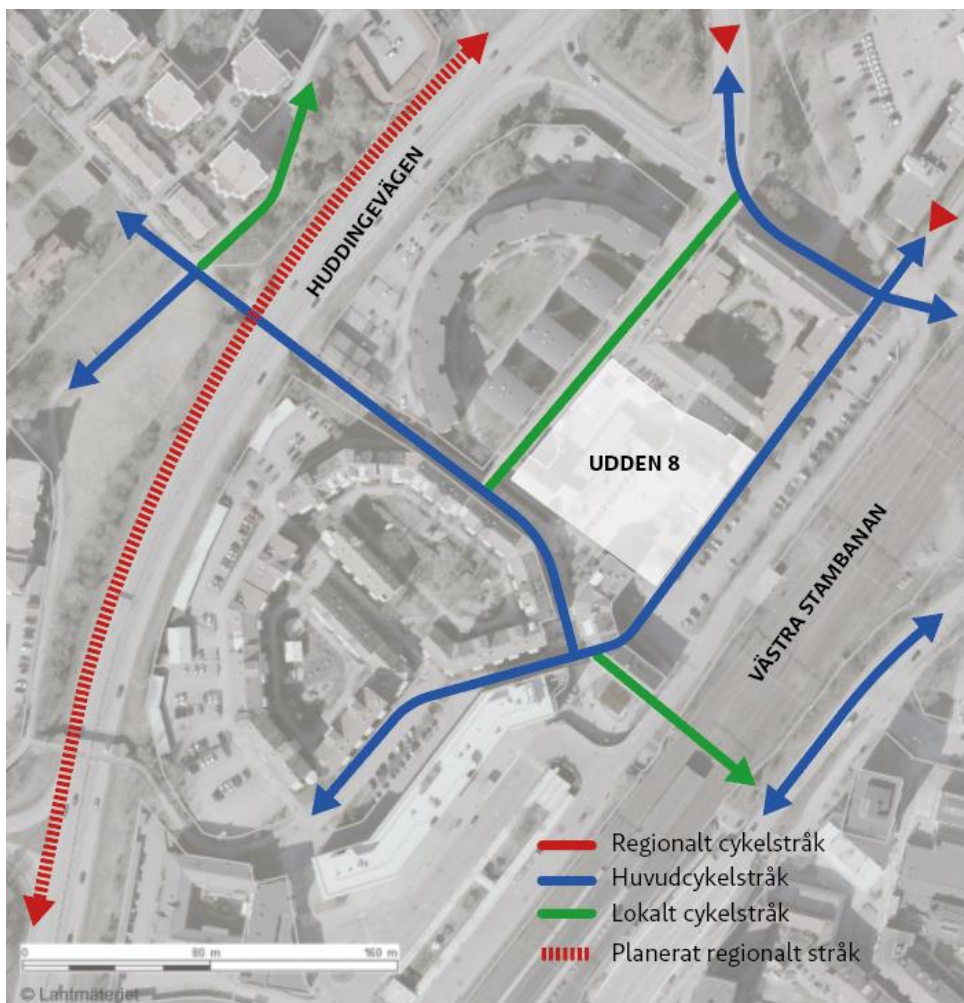 HUDDINGEVÄGEN
UDDEN 8
VÄSTRA STAMBANAN
Regionalt cykelstråk
Huvudcykelstråk
Lokalt cykelstråk
Planerat regionalt stråk
0 80 m 160 m
© Lantmäteriet